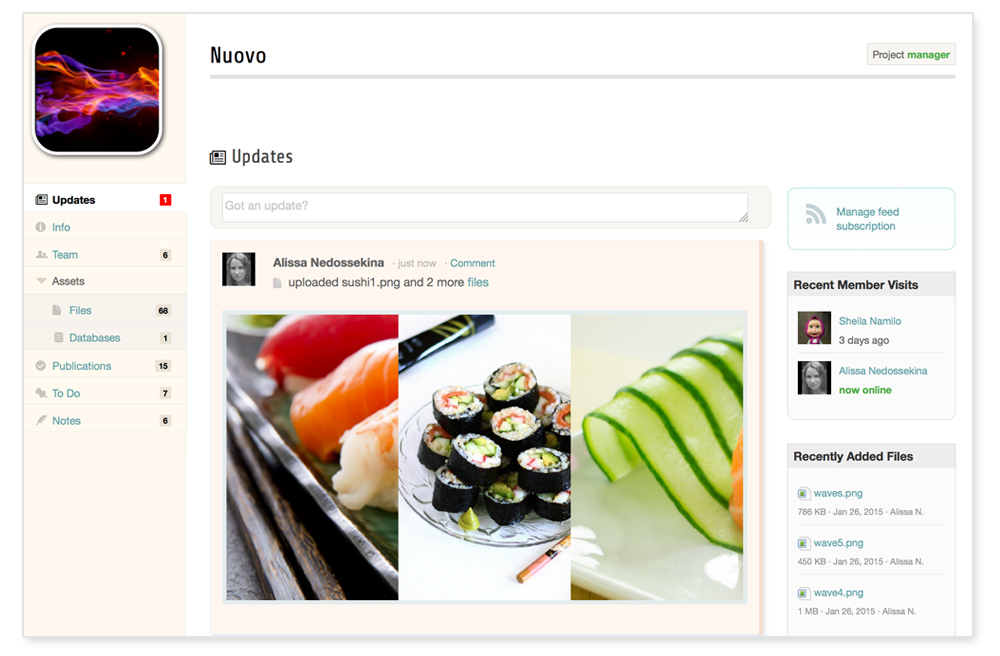 Nuovo
Project manager
Updates 1
Info
Team 6
Assets
Files 68
Databases 1
Publications 15
To Do 7
Notes 6
Updates
Got an update?
Alissa Nedossekina · just now · Comment
uploaded sushi1.png and 2 more files
Manage feed
subscription
Recent Member Visits
Sheila Namilo
3 days ago
Alissa Nedossekina
now online
Recently Added Files
waves.png
786 KB · Jan 26, 2015 · Alissa N.
wave5.png
450 KB · Jan 26, 2015 · Alissa N.
wave4.png
1 MB · Jan 26, 2015 · Alissa N.